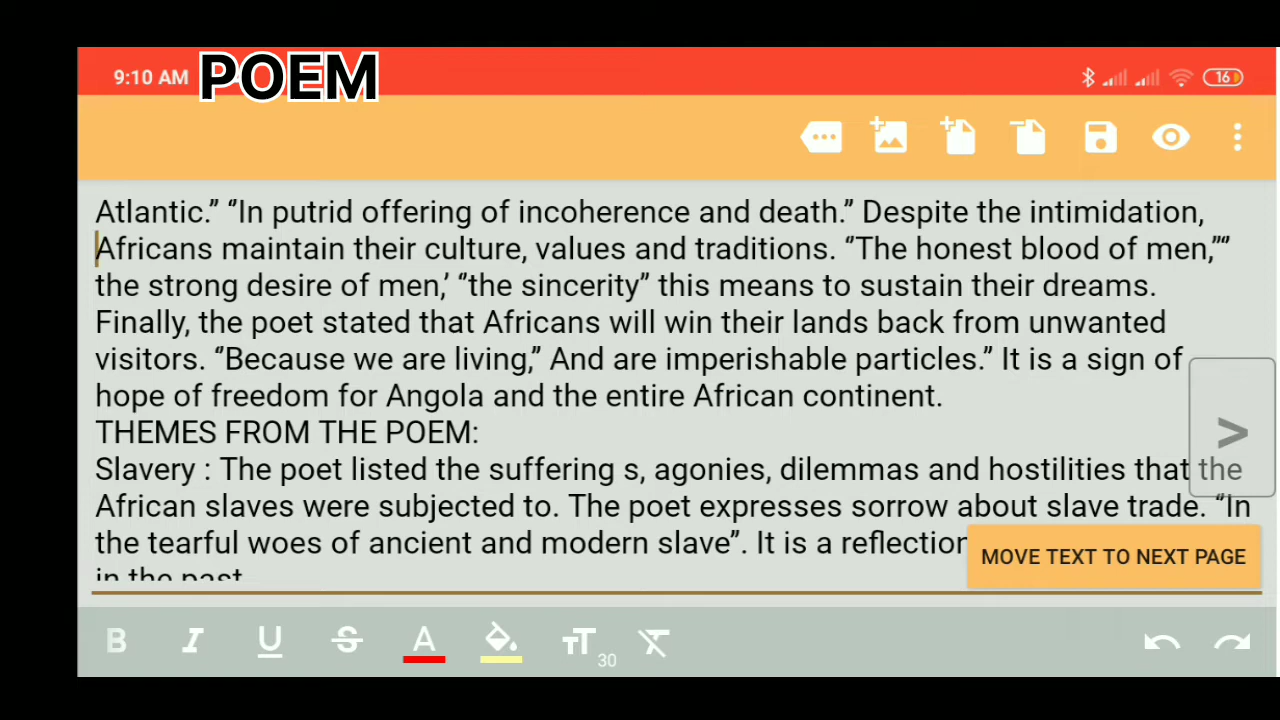 9:10 AM POEM 16
Atlantic.” “In putrid offering of incoherence and death.” Despite the intimidation,
Africans maintain their culture, values and traditions. “The honest blood of men,”“
the strong desire of men,’ “the sincerity” this means to sustain their dreams.
Finally, the poet stated that Africans will win their lands back from unwanted
visitors. “Because we are living,” And are imperishable particles.” It is a sign of
hope of freedom for Angola and the entire African continent.
>
THEMES FROM THE POEM:
Slavery : The poet listed the suffering s, agonies, dilemmas and hostilities that the
African slaves were subjected to. The poet expresses sorrow about slave trade. “In
the tearful woes of ancient and modern slave”. It is a reflection
MOVE TEXT TO NEXT PAGE
in the past
B I U S A TT 30 T